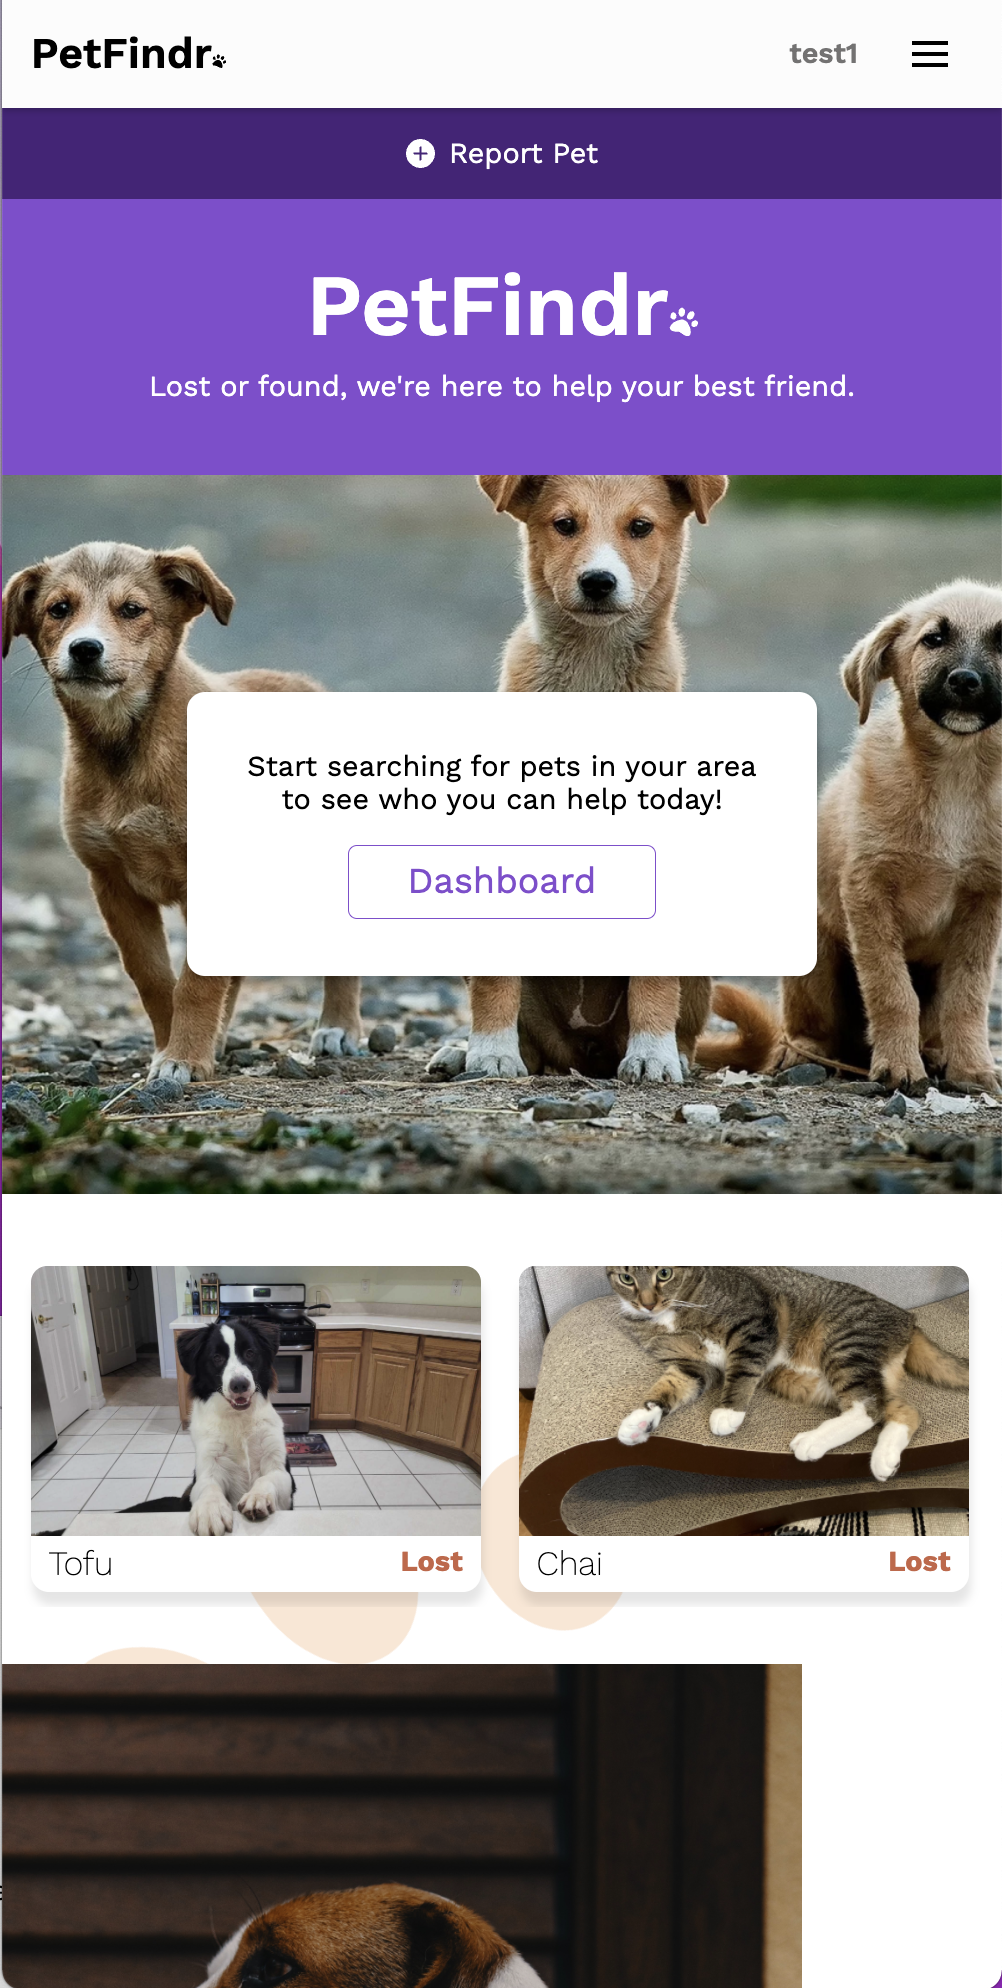 PetFindr
test1
Report Pet
PetFindr
Lost or found, we're here to help your best friend.
Start searching for pets in your area
to see who you can help today!
Dashboard
Tofu
Lost
Chai
Lost